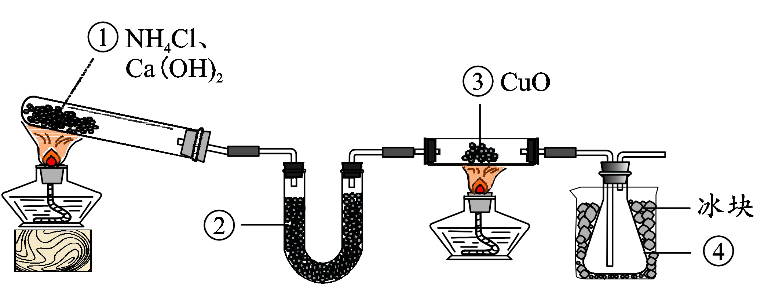 ① NH₄Cl、
Ca(OH)₂
②
③ CuO
冰块
④